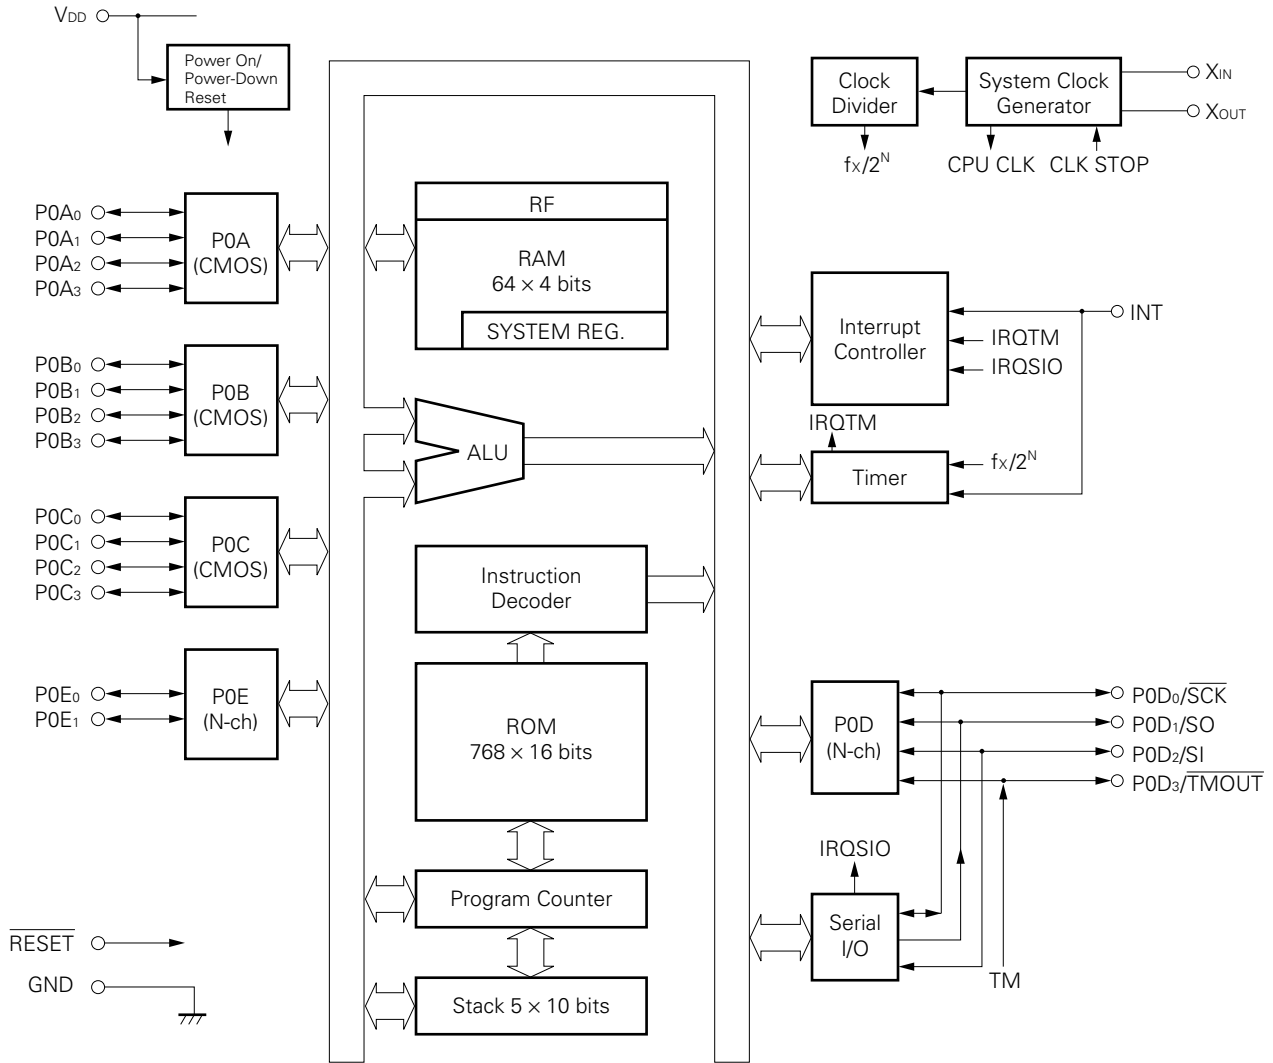 VDD
Power On/
Power-Down
Reset
P0A0
P0A1
P0A2
P0A3
P0A
(CMOS)
P0B0
P0B1
P0B2
P0B3
P0B
(CMOS)
P0C0
P0C1
P0C2
P0C3
P0C
(CMOS)
P0E0
P0E1
P0E
(N-ch)
RESET
GND
RF
RAM
64 × 4 bits
SYSTEM REG.
ALU
Instruction
Decoder
ROM
768 × 16 bits
Program Counter
Stack 5 × 10 bits
Clock
Divider
System Clock
Generator
XIN
XOUT
fX/2^N
CPU CLK
CLK STOP
Interrupt
Controller
INT
IRQTM
IRQSIO
IRQTM
Timer
fX/2^N
P0D
(N-ch)
P0D0/SCK
P0D1/SO
P0D2/SI
P0D3/TMOUT
IRQSIO
Serial
I/O
TM